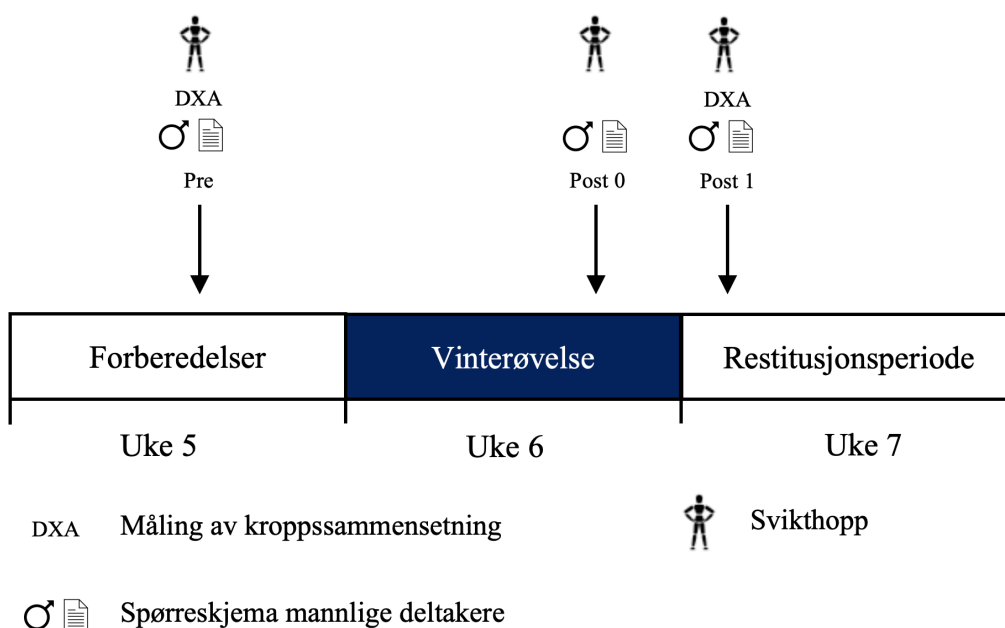 DXA
DXA
Pre
Post 0
Post 1
Forberedelser
Vinterøvelse
Restitusjonsperiode
Uke 5
Uke 6
Uke 7
DXA
Måling av kroppssammensetning
Svikthopp
Spørreskjema mannlige deltakere